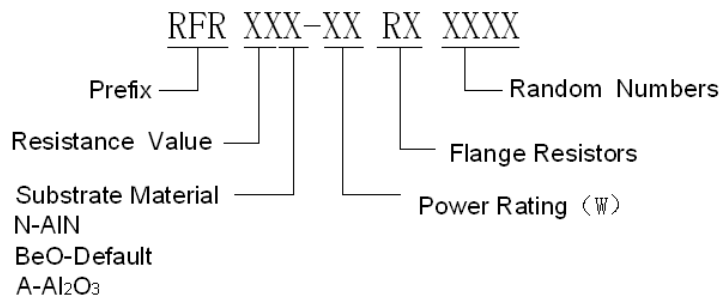 RFR XXX-XX RX XXXX
Prefix
Random Numbers
Resistance Value
Flange Resistors
Substrate Material
Power Rating（W）
N-AlN
BeO-Default
A-Al₂O₃